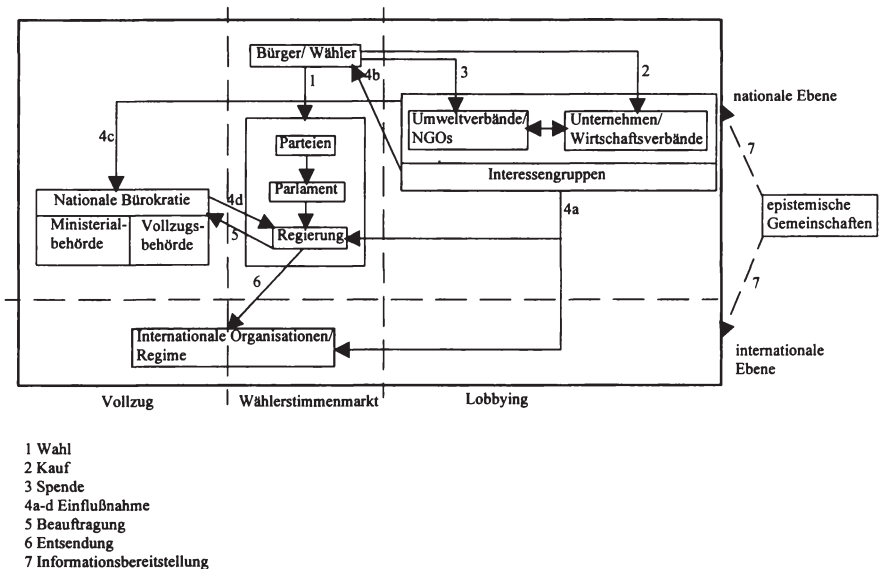 Bürger/ Wähler
1
4b
3
2
nationale Ebene
4c
Umweltverbände/
NGOs
Unternehmen/
Wirtschaftsverbände
Parteien
7
Interessengruppen
Parlament
Nationale Bürokratie
4d
4a
epistemische
Gemeinschaften
Ministerial-
behörde
Vollzugs-
behörde
5
Regierung
6
7
Internationale Organisationen/
Regime
internationale
Ebene
Vollzug
Wählerstimmenmarkt
Lobbying
1 Wahl
2 Kauf
3 Spende
4a-d Einflußnahme
5 Beauftragung
6 Entsendung
7 Informationsbereitstellung